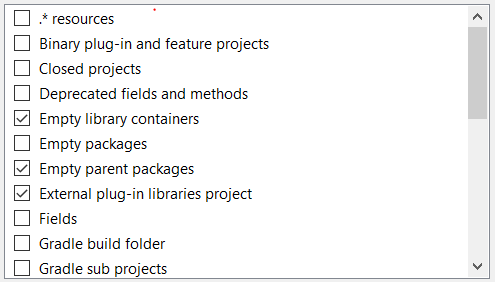 .* resources
Binary plug-in and feature projects
Closed projects
Deprecated fields and methods
Empty library containers
Empty packages
Empty parent packages
External plug-in libraries project
Fields
Gradle build folder
Gradle sub projects